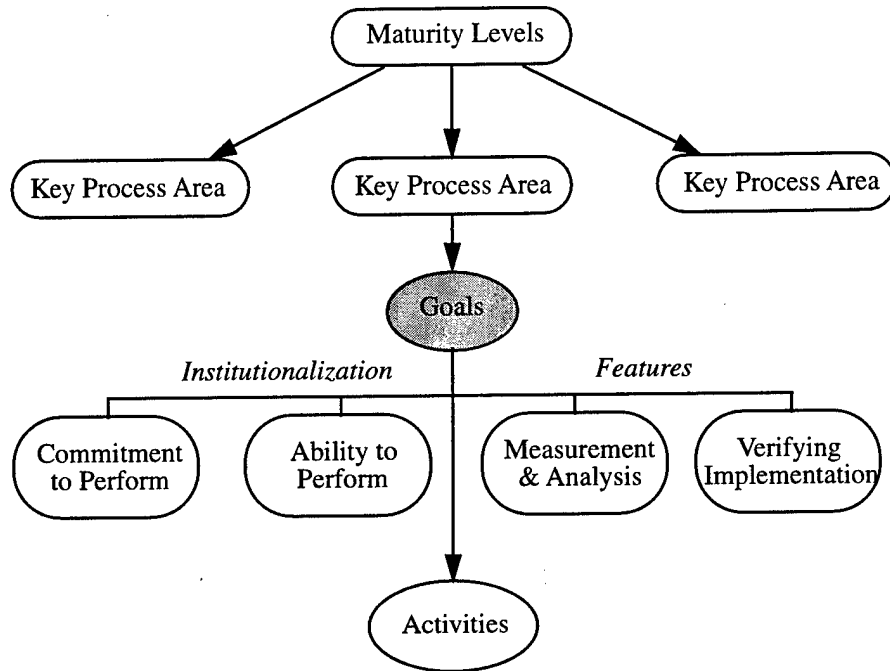 Maturity Levels
Key Process Area
Key Process Area
Key Process Area
Goals
Institutionalization
Features
Commitment
to Perform
Ability to
Perform
Measurement
& Analysis
Verifying
Implementation
Activities